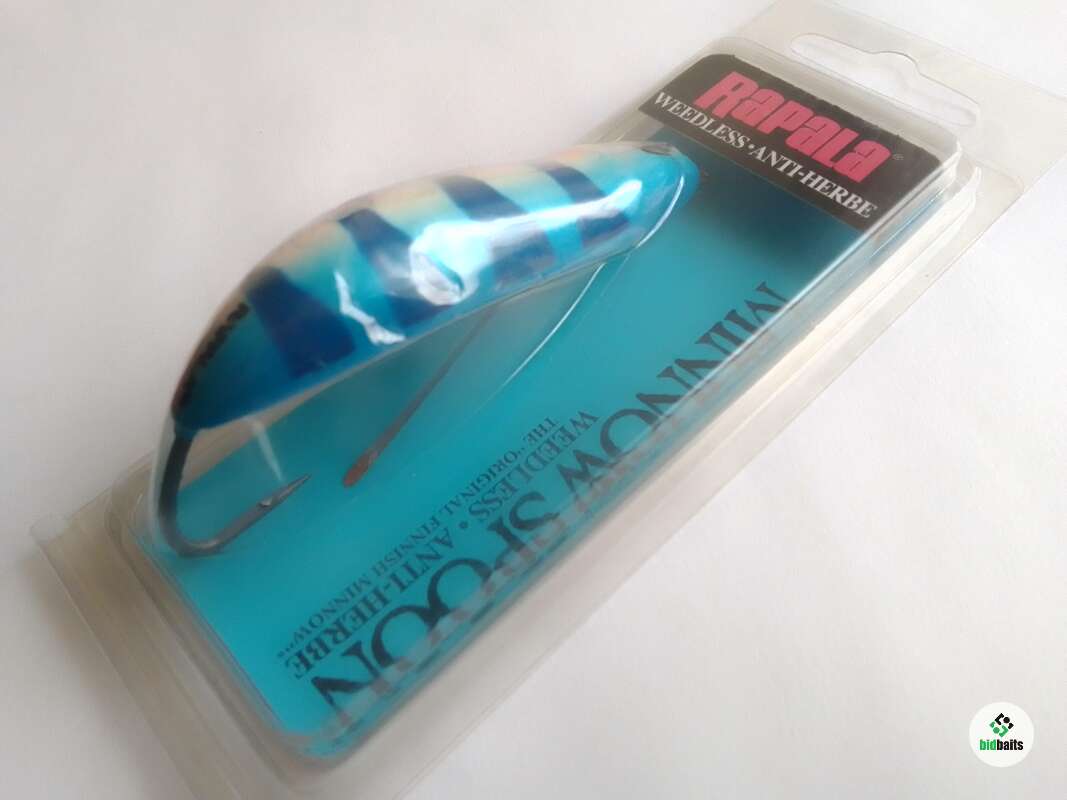 RAPALA®
WEEDLESS • ANTI-HERBE
MINNOW SPOON
WEEDLESS • ANTI-HERBE
THE "ORIGINAL FINNISH MINNOW"®
bidbaits